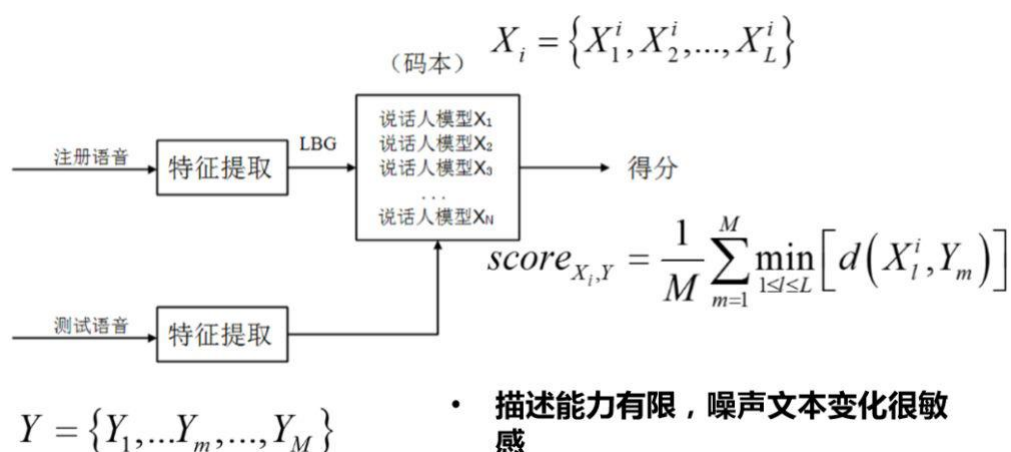 （码本）
X_i = {X_1^i, X_2^i, ..., X_L^i}
注册语音
特征提取
LBG
说话人模型X₁
说话人模型X₂
说话人模型X₃
...
说话人模型X_N
得分
score_{X_i,Y} = \frac{1}{M} \sum_{m=1}^{M} \min_{1≤l≤L} [d(X_l^i, Y_m)]
测试语音
特征提取
Y = {Y_1, ...Y_m, ..., Y_M}
• 描述能力有限，噪声文本变化很敏
感